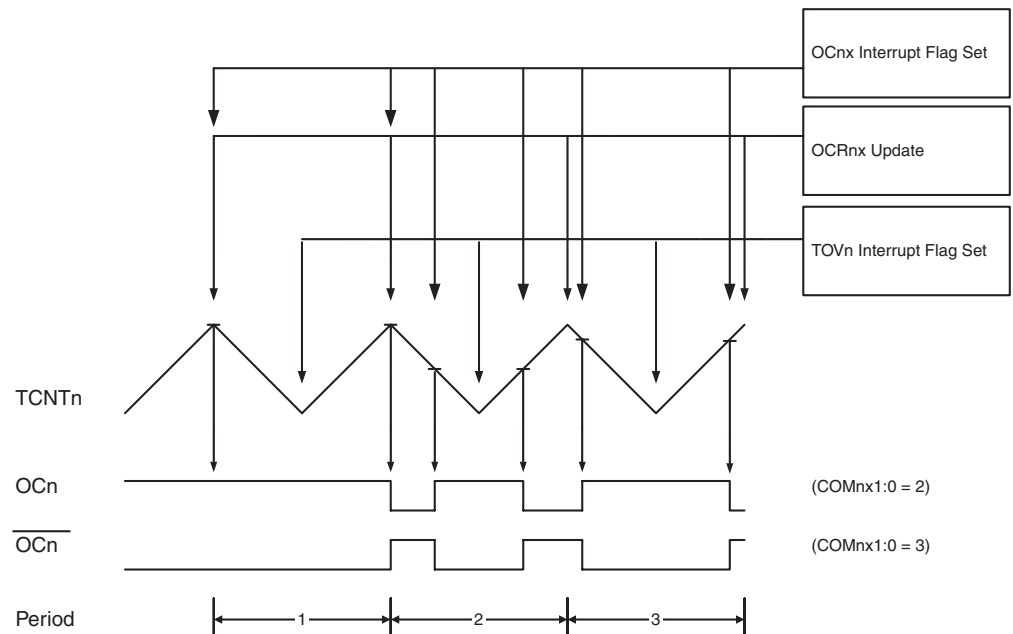 OCnx Interrupt Flag Set
OCRnx Update
TOVn Interrupt Flag Set
TCNTn
OCn
(COMnx1:0 = 2)
OCn
(COMnx1:0 = 3)
Period
1
2
3